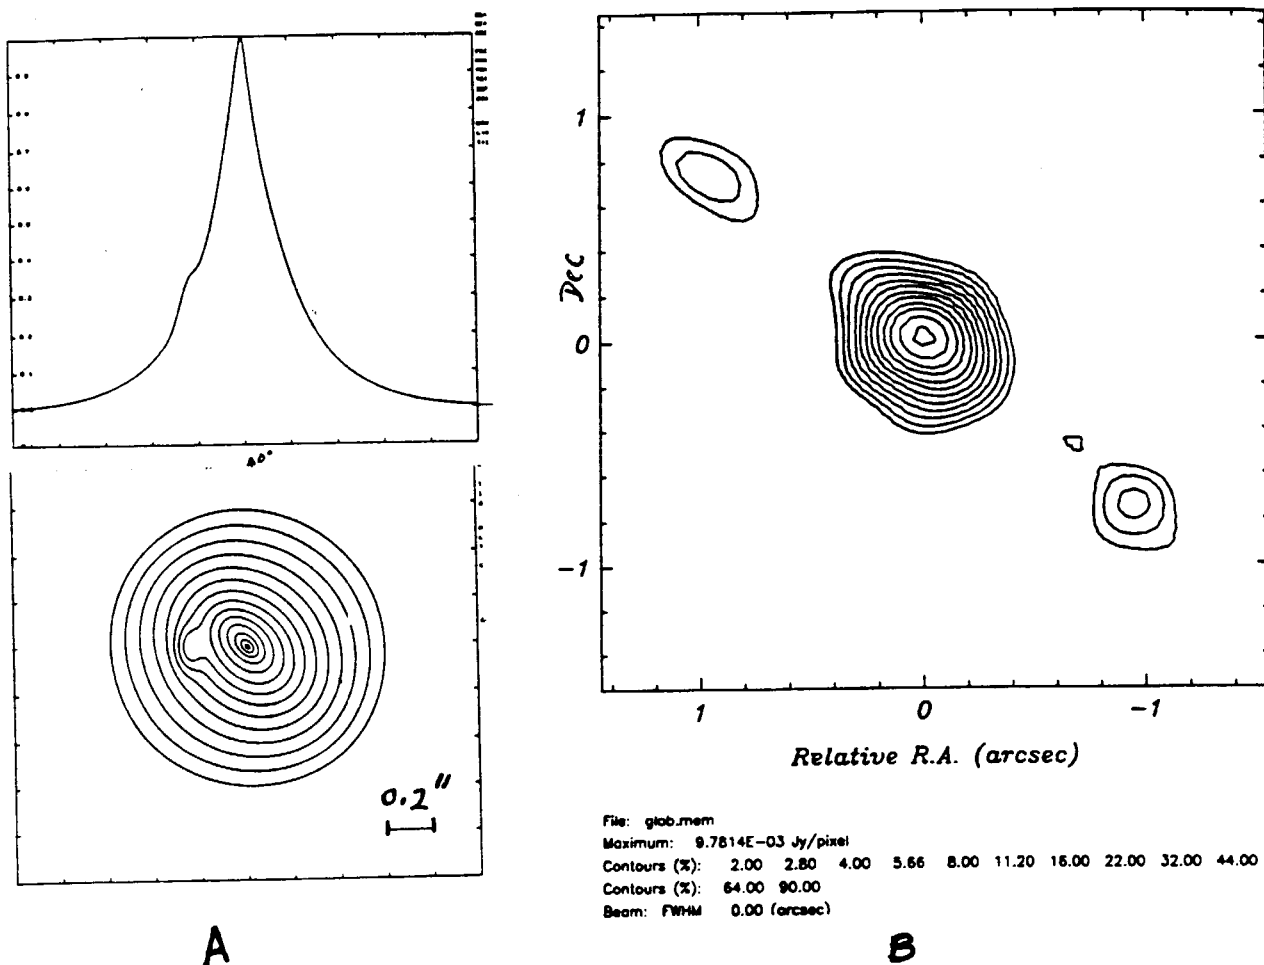 40°
0.2"
A
1
0
-1
Dec
1 0 -1
Relative R.A. (arcsec)
File: glob.mem
Maximum: 9.7814E-03 Jy/pixel
Contours (%): 2.00 2.80 4.00 5.66 8.00 11.20 16.00 22.00 32.00 44.00
Contours (%): 64.00 90.00
Beam: FWHM 0.00 (arcsec)
B